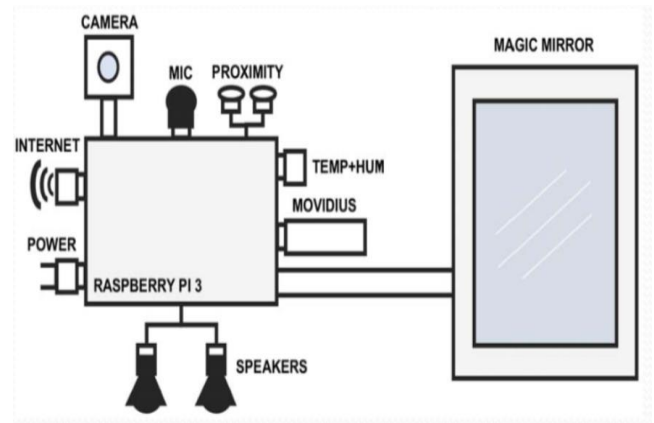 CAMERA
MAGIC MIRROR
MIC
PROXIMITY
INTERNET
TEMP+HUM
MOVIDIUS
POWER
RASPBERRY PI 3
SPEAKERS